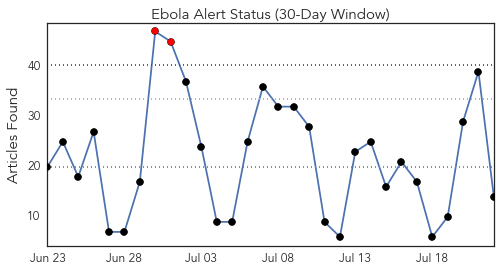 Ebola Alert Status (30-Day Window)
Articles Found
40
30
20
10
Jun 23 Jun 28 Jul 03 Jul 08 Jul 13 Jul 18